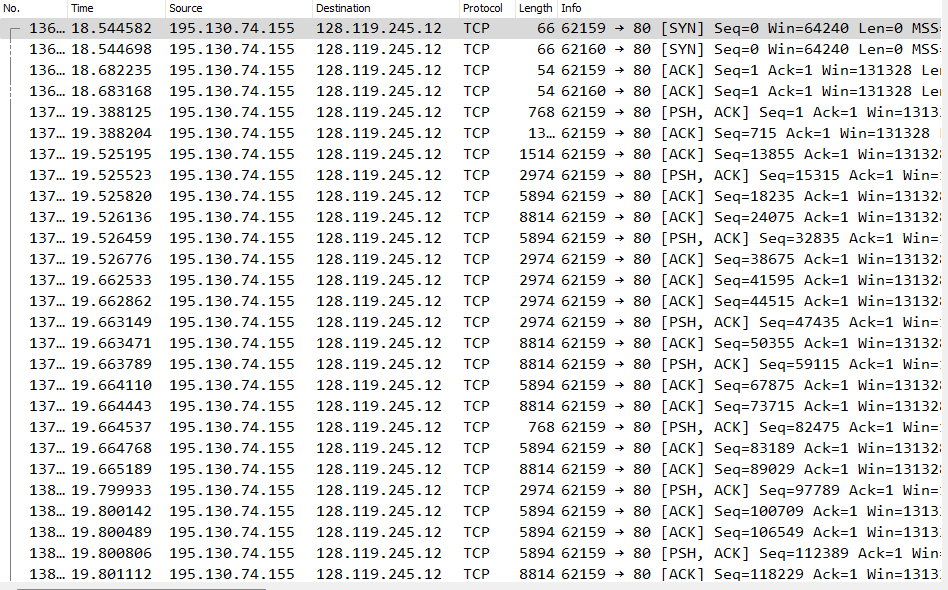 No. Time Source Destination Protocol Length Info
136… 18.544582 195.130.74.155 128.119.245.12 TCP 66 62159 → 80 [SYN] Seq=0 Win=64240 Len=0 MSS=
136… 18.544698 195.130.74.155 128.119.245.12 TCP 66 62160 → 80 [SYN] Seq=0 Win=64240 Len=0 MSS=
136… 18.682235 195.130.74.155 128.119.245.12 TCP 54 62159 → 80 [ACK] Seq=1 Ack=1 Win=131328 Le
136… 18.683168 195.130.74.155 128.119.245.12 TCP 54 62160 → 80 [ACK] Seq=1 Ack=1 Win=131328 Le
137… 19.388125 195.130.74.155 128.119.245.12 TCP 768 62159 → 80 [PSH, ACK] Seq=1 Ack=1 Win=1313
137… 19.388204 195.130.74.155 128.119.245.12 TCP 13… 62159 → 80 [ACK] Seq=715 Ack=1 Win=131328
137… 19.525195 195.130.74.155 128.119.245.12 TCP 1514 62159 → 80 [ACK] Seq=13855 Ack=1 Win=131328
137… 19.525523 195.130.74.155 128.119.245.12 TCP 2974 62159 → 80 [PSH, ACK] Seq=15315 Ack=1 Win=
137… 19.525820 195.130.74.155 128.119.245.12 TCP 5894 62159 → 80 [ACK] Seq=18235 Ack=1 Win=131328
137… 19.526136 195.130.74.155 128.119.245.12 TCP 8814 62159 → 80 [ACK] Seq=24075 Ack=1 Win=131328
137… 19.526459 195.130.74.155 128.119.245.12 TCP 5894 62159 → 80 [PSH, ACK] Seq=32835 Ack=1 Win=
137… 19.526776 195.130.74.155 128.119.245.12 TCP 2974 62159 → 80 [ACK] Seq=38675 Ack=1 Win=131328
137… 19.662533 195.130.74.155 128.119.245.12 TCP 2974 62159 → 80 [ACK] Seq=41595 Ack=1 Win=131328
137… 19.662862 195.130.74.155 128.119.245.12 TCP 2974 62159 → 80 [ACK] Seq=44515 Ack=1 Win=131328
137… 19.663149 195.130.74.155 128.119.245.12 TCP 2974 62159 → 80 [PSH, ACK] Seq=47435 Ack=1 Win=
137… 19.663471 195.130.74.155 128.119.245.12 TCP 8814 62159 → 80 [ACK] Seq=50355 Ack=1 Win=131328
137… 19.663789 195.130.74.155 128.119.245.12 TCP 8814 62159 → 80 [PSH, ACK] Seq=59115 Ack=1 Win=
137… 19.664110 195.130.74.155 128.119.245.12 TCP 5894 62159 → 80 [ACK] Seq=67875 Ack=1 Win=131328
137… 19.664443 195.130.74.155 128.119.245.12 TCP 8814 62159 → 80 [ACK] Seq=73715 Ack=1 Win=131328
137… 19.664537 195.130.74.155 128.119.245.12 TCP 768 62159 → 80 [PSH, ACK] Seq=82475 Ack=1 Win=
137… 19.664768 195.130.74.155 128.119.245.12 TCP 5894 62159 → 80 [ACK] Seq=83189 Ack=1 Win=131328
137… 19.665189 195.130.74.155 128.119.245.12 TCP 8814 62159 → 80 [ACK] Seq=89029 Ack=1 Win=131328
138… 19.799933 195.130.74.155 128.119.245.12 TCP 2974 62159 → 80 [PSH, ACK] Seq=97789 Ack=1 Win=
138… 19.800142 195.130.74.155 128.119.245.12 TCP 5894 62159 → 80 [ACK] Seq=100709 Ack=1 Win=1313
138… 19.800489 195.130.74.155 128.119.245.12 TCP 5894 62159 → 80 [ACK] Seq=106549 Ack=1 Win=1313
138… 19.800806 195.130.74.155 128.119.245.12 TCP 5894 62159 → 80 [PSH, ACK] Seq=112389 Ack=1 Win=
138… 19.801112 195.130.74.155 128.119.245.12 TCP 8814 62159 → 80 [ACK] Seq=118229 Ack=1 Win=1313